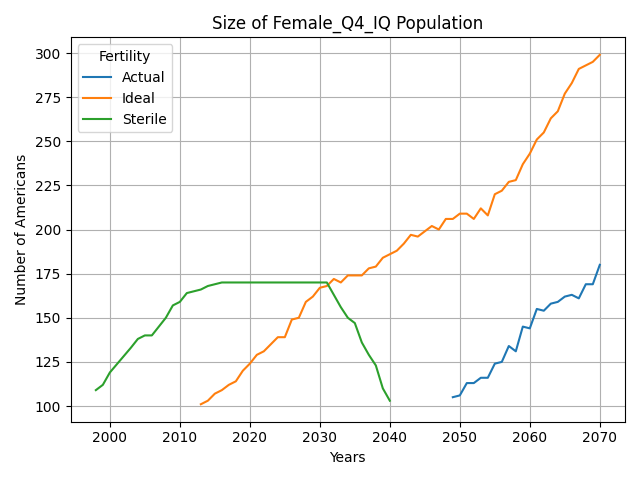 Size of Female_Q4_IQ Population
Fertility
Actual
Ideal
Sterile
Number of Americans
300
275
250
225
200
175
150
125
100
2000 2010 2020 2030 2040 2050 2060 2070
Years